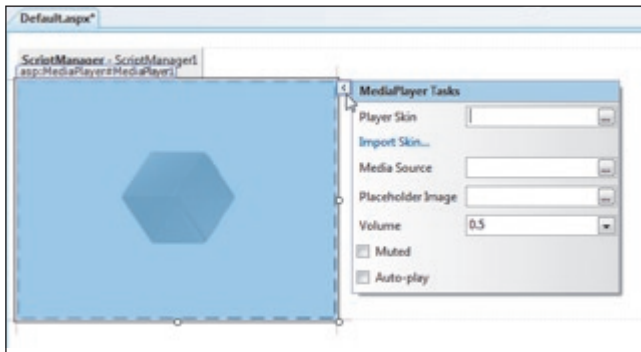 Default.aspx*
ScriptManager - ScriptManager1
asp:MediaPlayer#MediaPlayer1
MediaPlayer Tasks
Player Skin
Import Skin...
Media Source
Placeholder Image
Volume 0.5
Muted
Auto-play